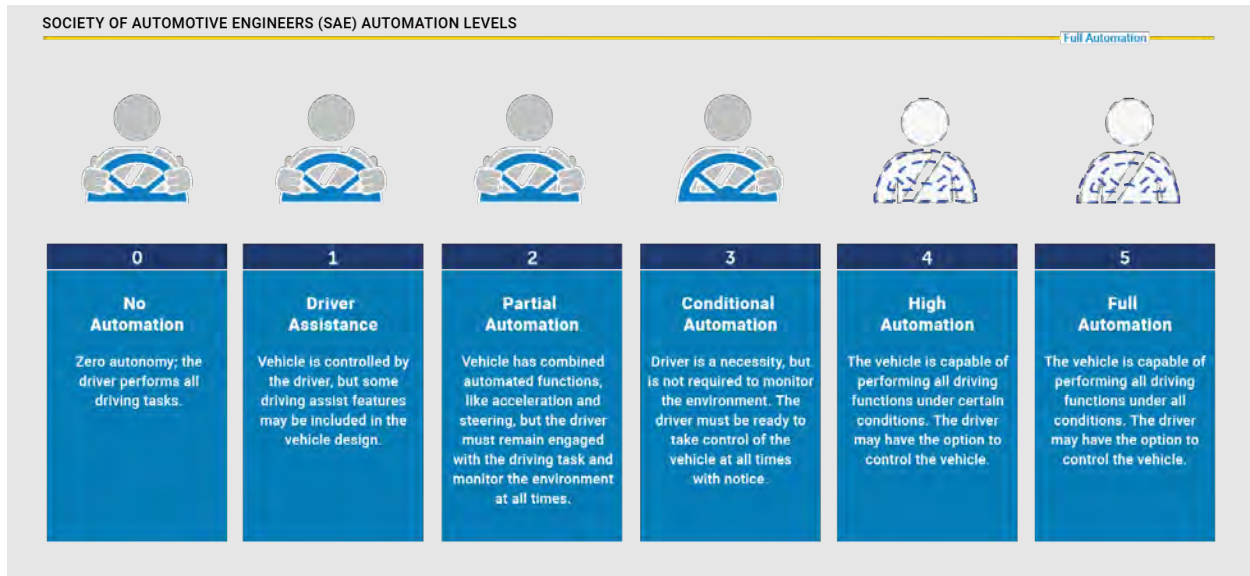 SOCIETY OF AUTOMOTIVE ENGINEERS (SAE) AUTOMATION LEVELS
Full Automation
0
No
Automation
Zero autonomy; the
driver performs all
driving tasks.
1
Driver
Assistance
Vehicle is controlled by
the driver, but some
driving assist features
may be included in the
vehicle design.
2
Partial
Automation
Vehicle has combined
automated functions,
like acceleration and
steering, but the driver
must remain engaged
with the driving task and
monitor the environment
at all times.
3
Conditional
Automation
Driver is a necessity, but
is not required to monitor
the environment. The
driver must be ready to
take control of the
vehicle at all times
with notice.
4
High
Automation
The vehicle is capable of
performing all driving
functions under certain
conditions. The driver
may have the option to
control the vehicle.
5
Full
Automation
The vehicle is capable of
performing all driving
functions under all
conditions. The driver
may have the option to
control the vehicle.